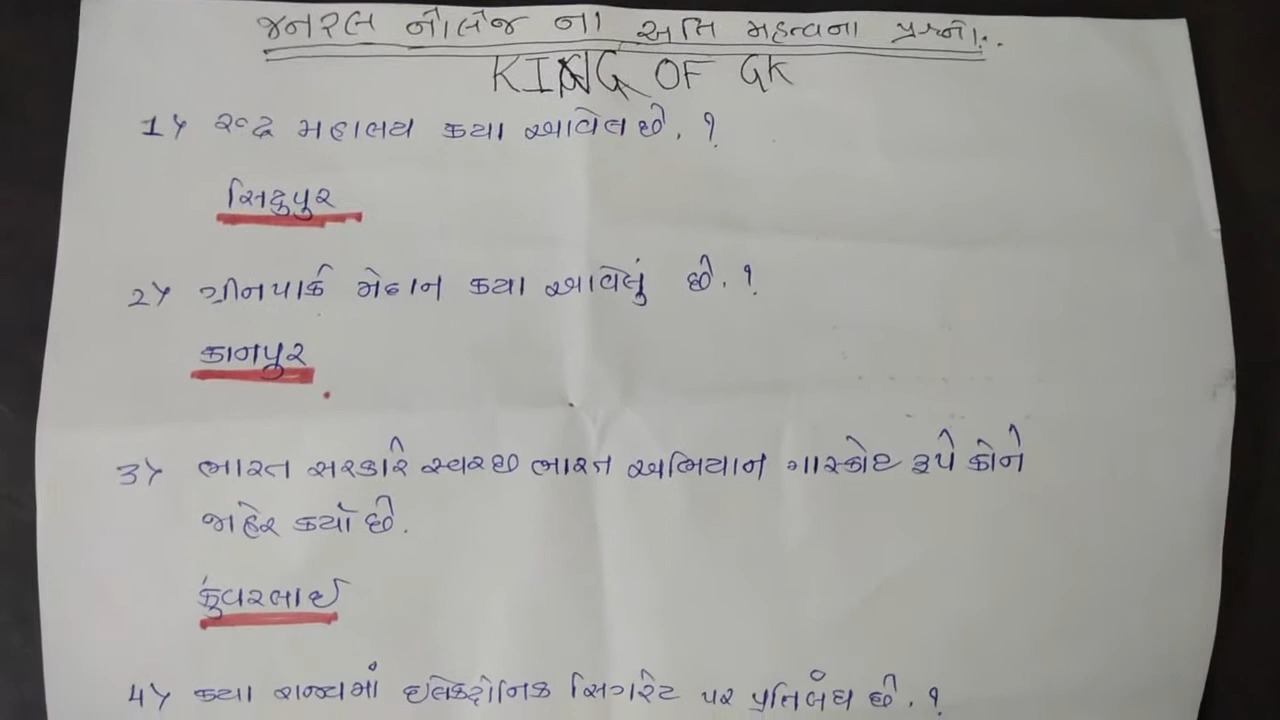 જનરલ નોલેજ ના અતિ મહત્વના પ્રશ્નો..
KING OF GK
1) રુદ્ર મહાલય કયા આવેલ છે. ?
સિદ્ધપુર
2) ગ્રીનપાર્ક મેદાન કયા આવેલું છે. ?
કાનપુર
3) ભારત સરકારે સ્વચ્છ ભારત અભિયાન માસ્કોટ રૂપે કોને
જાહેર કર્યા છે.
કુંવરબાઈ
4) કયા રાજ્યમાં ઇલેક્ટ્રોનિક સિગરેટ પર પ્રતિબંધ છે. ?